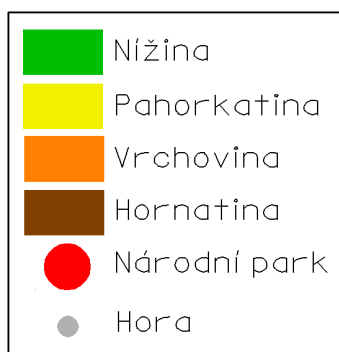 Nížina
Pahorkatina
Vrchovina
Hornatina
Národní park
Hora